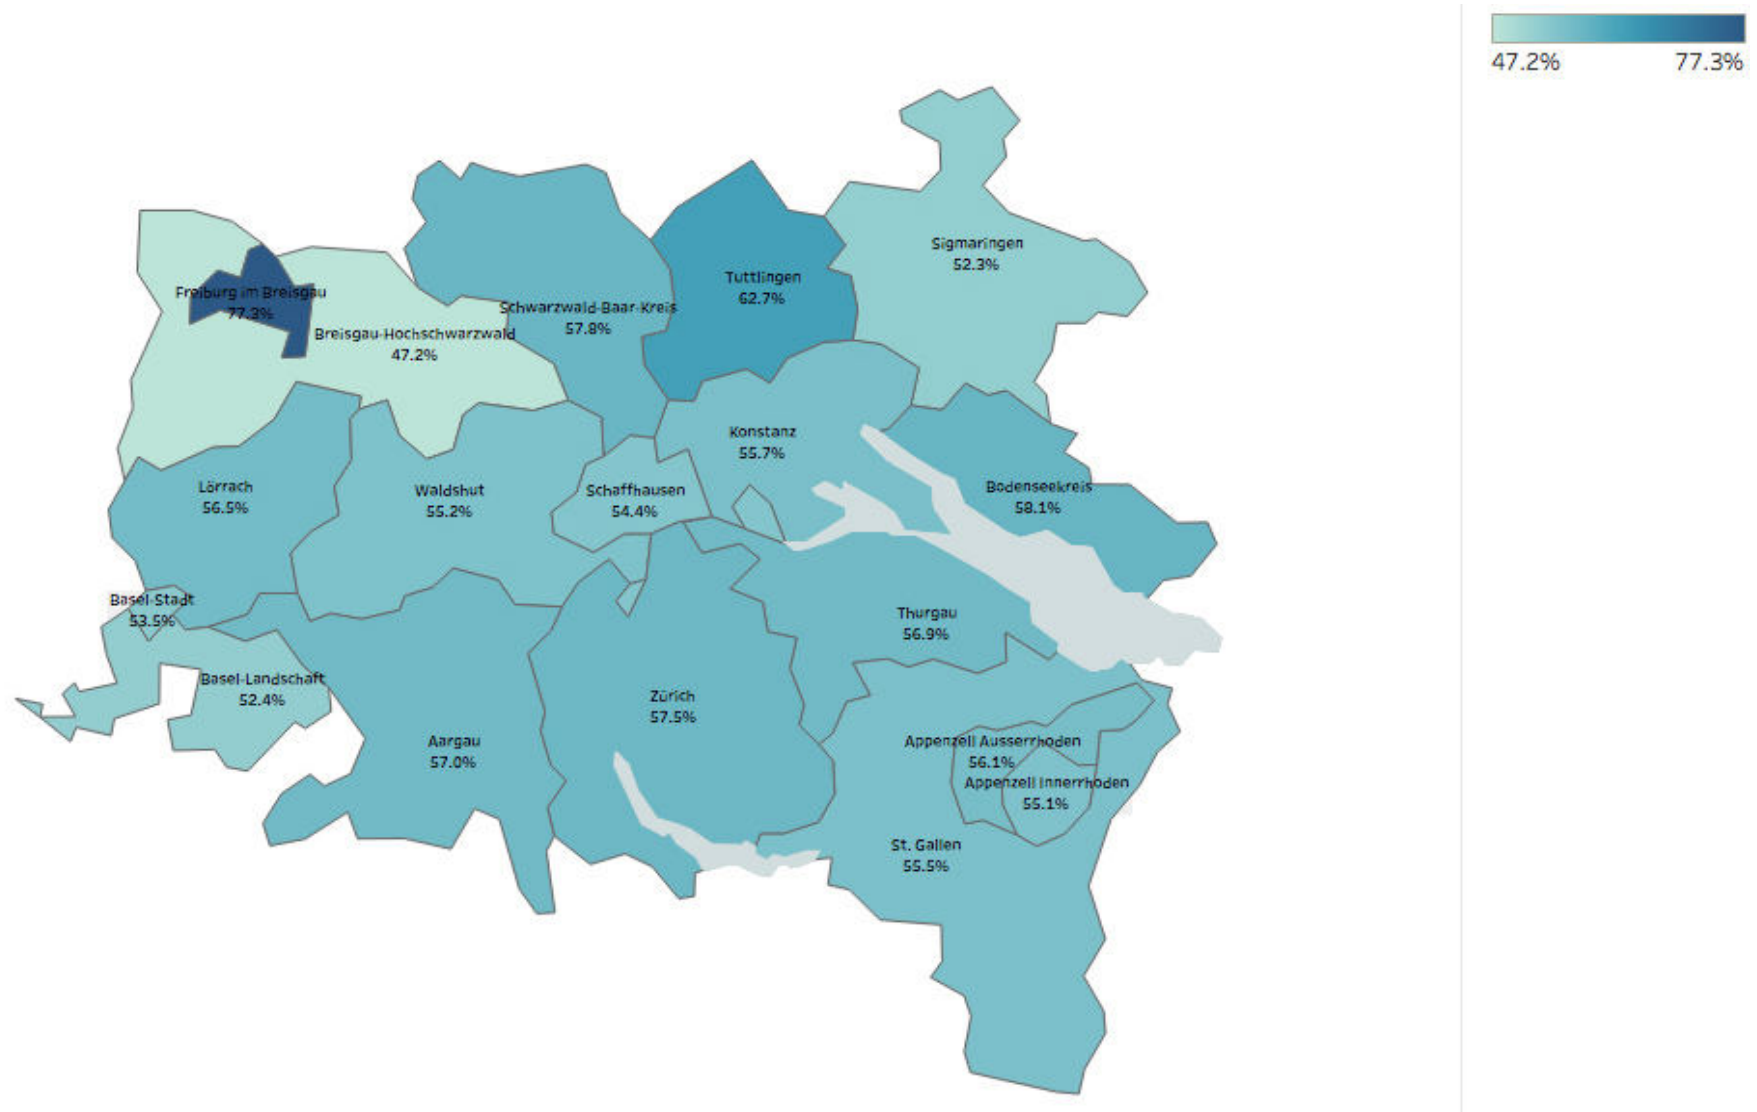 47.2% 77.3%
Sigmaringen
52.3%
Tuttlingen
62.7%
Freiburg im Breisgau
77.3%
Schwarzwald-Baar-Kreis
57.8%
Breisgau-Hochschwarzwald
47.2%
Konstanz
55.7%
Lörrach
56.5%
Waldshut
55.2%
Schaffhausen
54.4%
Bodenseekreis
58.1%
Basel-Stadt
53.5%
Thurgau
56.9%
Basel-Landschaft
52.4%
Zürich
57.5%
Aargau
57.0%
Appenzell Ausserrhoden
56.1%
Appenzell Innerrhoden
55.1%
St. Gallen
55.5%